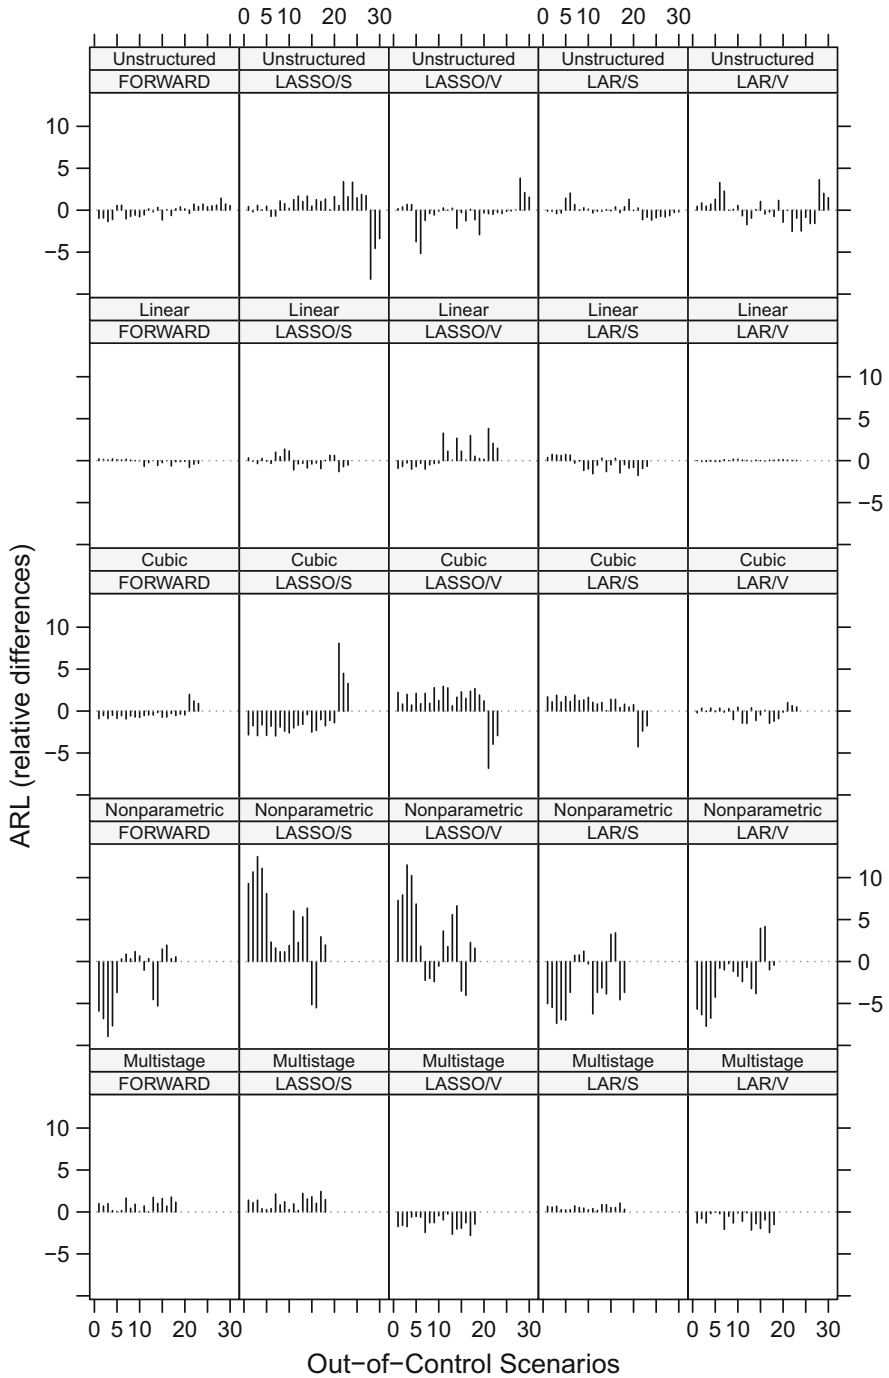 0 5 10 20 30 0 5 10 20 30
Unstructured Unstructured Unstructured Unstructured Unstructured
FORWARD LASSO/S LASSO/V LAR/S LAR/V
10
5
0
−5
Linear Linear Linear Linear Linear
FORWARD LASSO/S LASSO/V LAR/S LAR/V
10
5
0
−5
Cubic Cubic Cubic Cubic Cubic
FORWARD LASSO/S LASSO/V LAR/S LAR/V
10
5
0
−5
ARL (relative differences)
Nonparametric Nonparametric Nonparametric Nonparametric Nonparametric
FORWARD LASSO/S LASSO/V LAR/S LAR/V
10
5
0
−5
Multistage Multistage Multistage Multistage Multistage
FORWARD LASSO/S LASSO/V LAR/S LAR/V
10
5
0
−5
0 5 10 20 30 0 5 10 20 30 0 5 10 20 30
Out−of−Control Scenarios